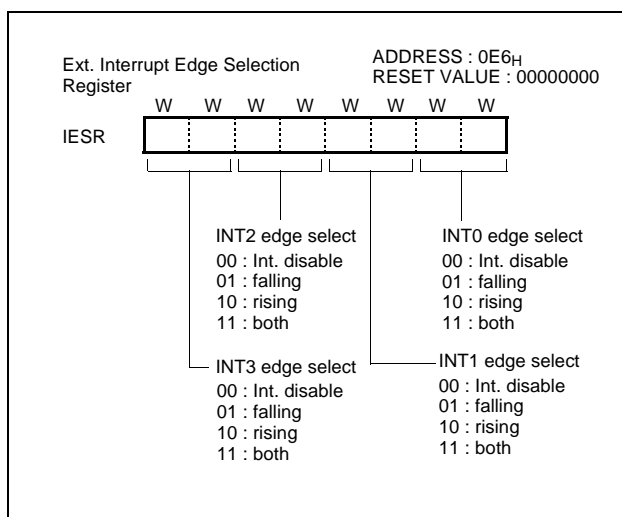 Ext. Interrupt Edge Selection
Register
ADDRESS : 0E6H
RESET VALUE : 00000000
W W W W W W W W
IESR
INT2 edge select
00 : Int. disable
01 : falling
10 : rising
11 : both
INT0 edge select
00 : Int. disable
01 : falling
10 : rising
11 : both
INT3 edge select
00 : Int. disable
01 : falling
10 : rising
11 : both
INT1 edge select
00 : Int. disable
01 : falling
10 : rising
11 : both